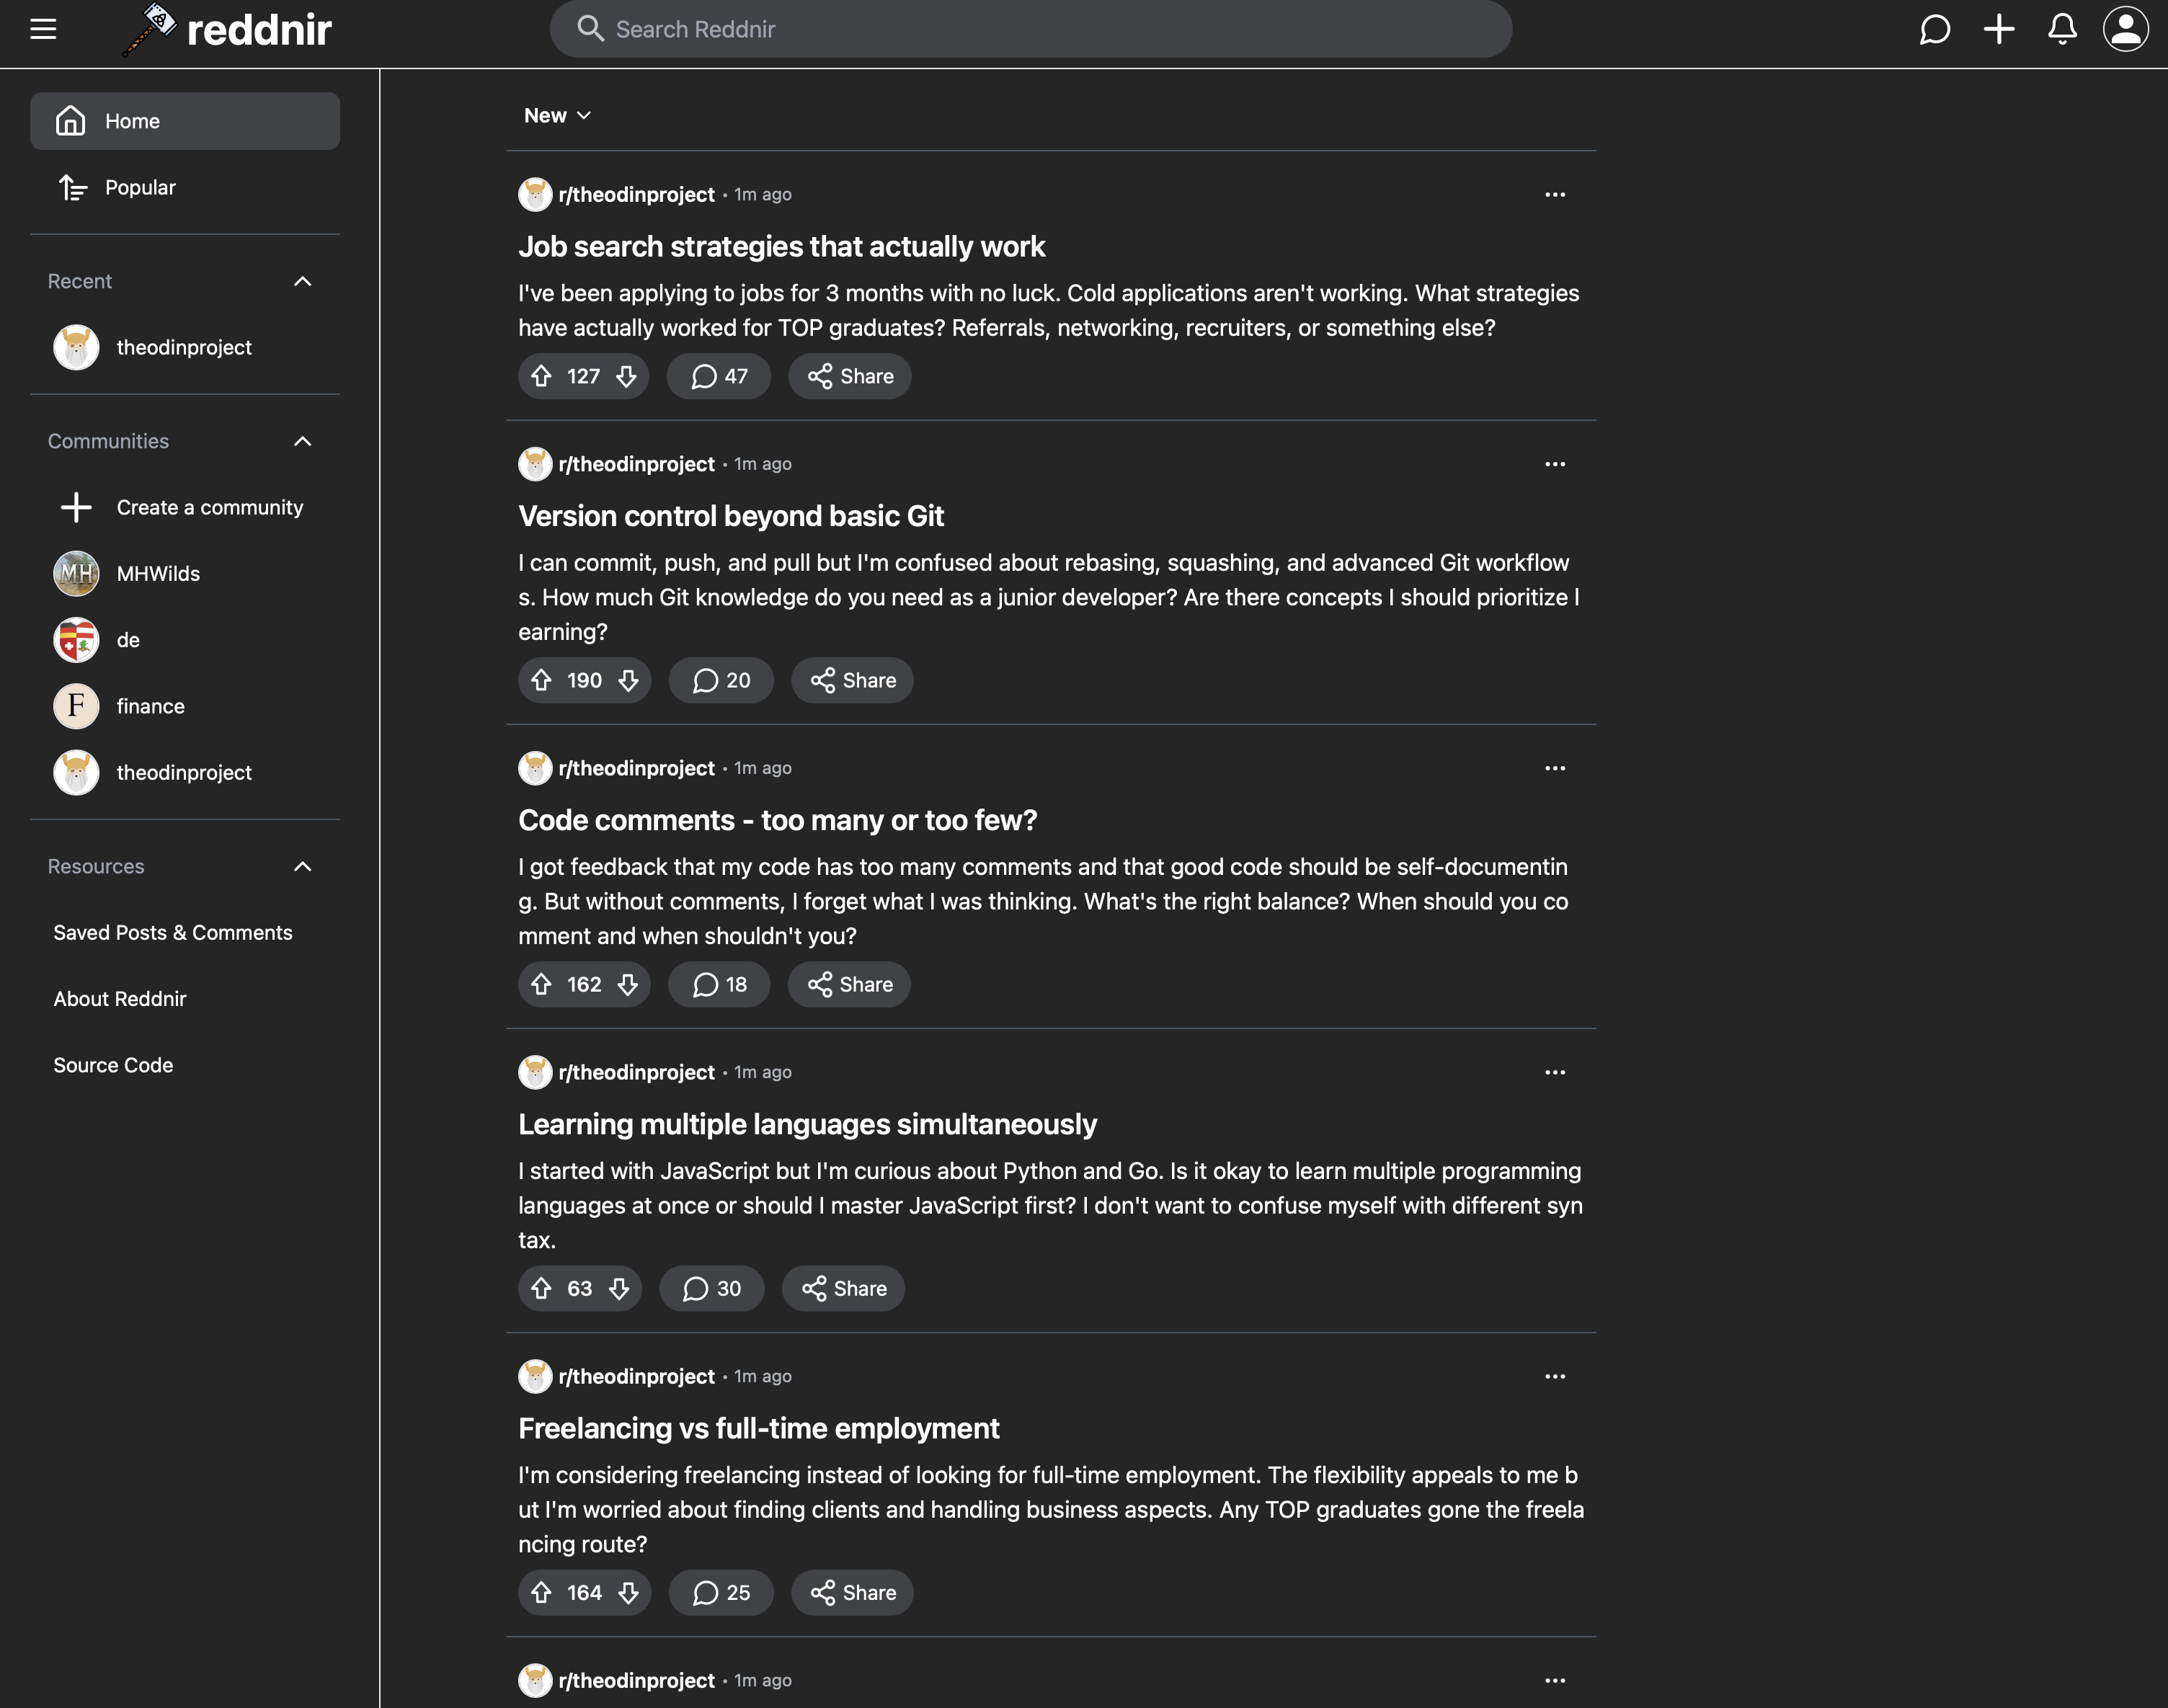 reddnir
Search Reddnir
Home
Popular
Recent
theodinproject
Communities
Create a community
MH
MHWilds
de
F
finance
theodinproject
Resources
Saved Posts & Comments
About Reddnir
Source Code
New
r/theodinproject • 1m ago
Job search strategies that actually work
I've been applying to jobs for 3 months with no luck. Cold applications aren't working. What strategies
have actually worked for TOP graduates? Referrals, networking, recruiters, or something else?
127 47 Share
r/theodinproject • 1m ago
Version control beyond basic Git
I can commit, push, and pull but I'm confused about rebasing, squashing, and advanced Git workflow
s. How much Git knowledge do you need as a junior developer? Are there concepts I should prioritize l
earning?
190 20 Share
r/theodinproject • 1m ago
Code comments - too many or too few?
I got feedback that my code has too many comments and that good code should be self-documentin
g. But without comments, I forget what I was thinking. What's the right balance? When should you co
mment and when shouldn't you?
162 18 Share
r/theodinproject • 1m ago
Learning multiple languages simultaneously
I started with JavaScript but I'm curious about Python and Go. Is it okay to learn multiple programming
languages at once or should I master JavaScript first? I don't want to confuse myself with different syn
tax.
63 30 Share
r/theodinproject • 1m ago
Freelancing vs full-time employment
I'm considering freelancing instead of looking for full-time employment. The flexibility appeals to me b
ut I'm worried about finding clients and handling business aspects. Any TOP graduates gone the freela
ncing route?
164 25 Share
r/theodinproject • 1m ago